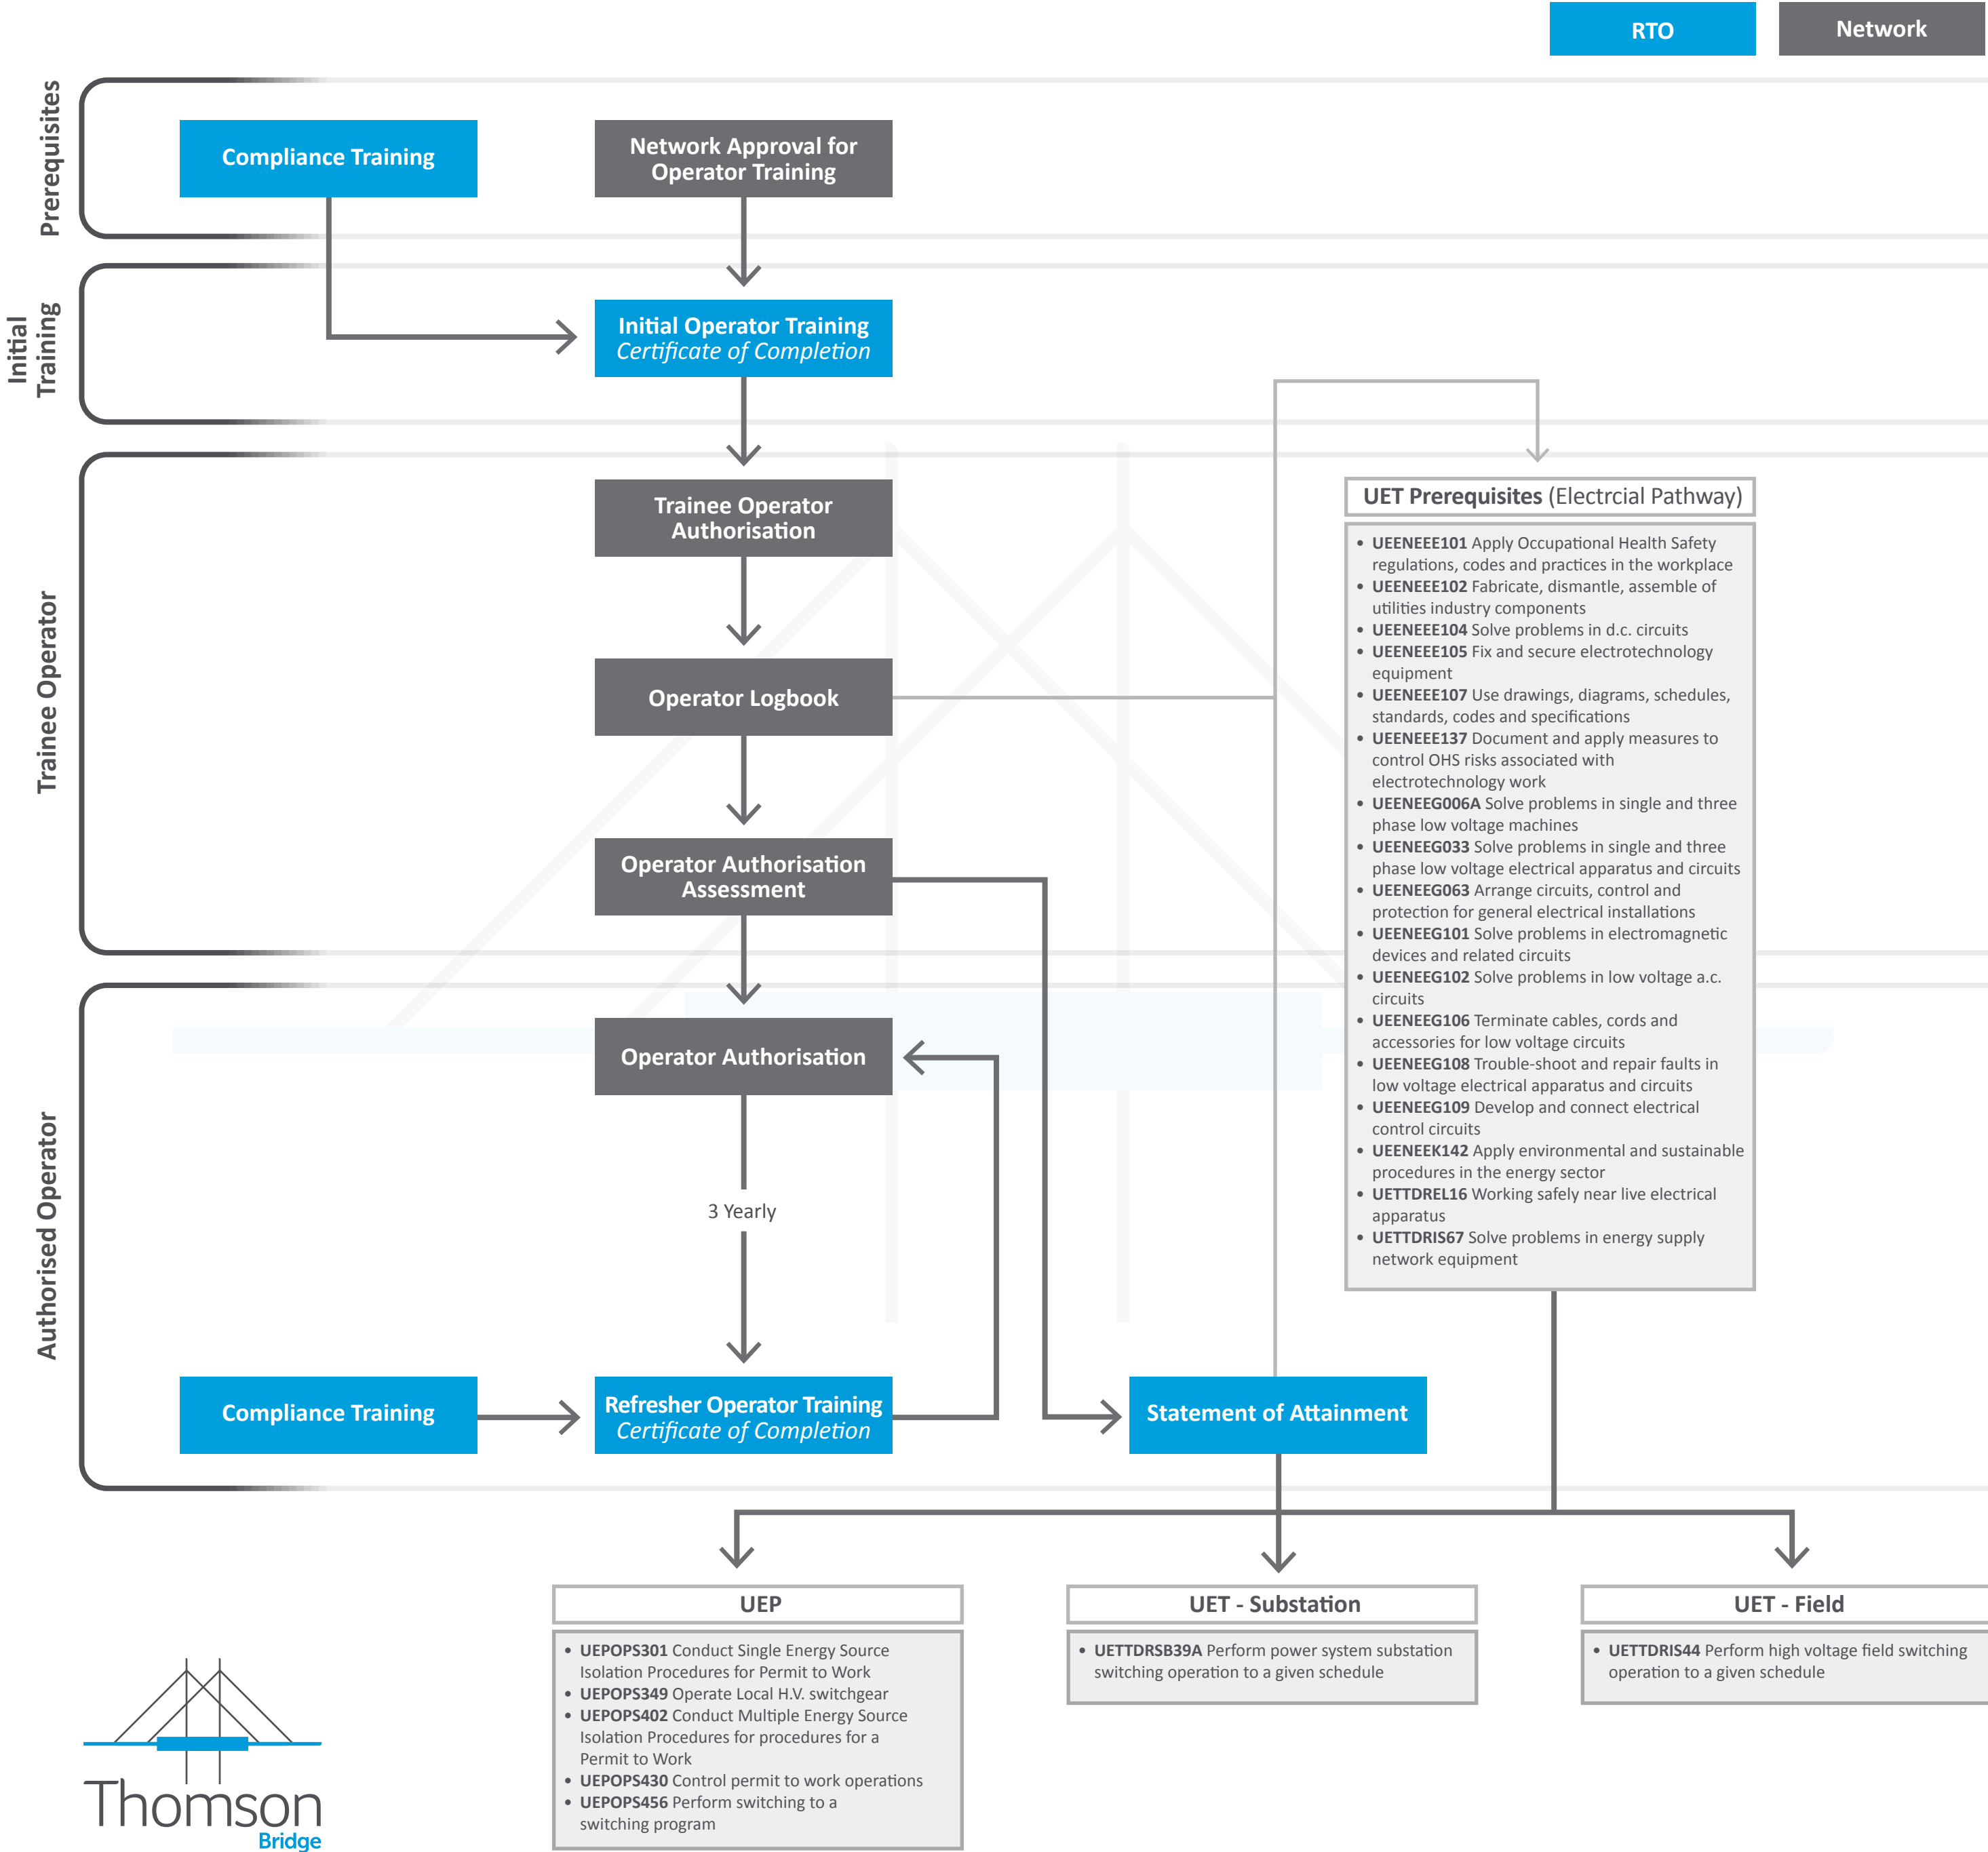 RTO
Network
Prerequisites
Compliance Training
Network Approval for
Operator Training
Initial
Training
Initial Operator Training
Certificate of Completion
Trainee Operator
Trainee Operator
Authorisation
Operator Logbook
Operator Authorisation
Assessment
UET Prerequisites (Electrcial Pathway)
• UEENEEE101 Apply Occupational Health Safety
regulations, codes and practices in the workplace
• UEENEEE102 Fabricate, dismantle, assemble of
utilities industry components
• UEENEEE104 Solve problems in d.c. circuits
• UEENEEE105 Fix and secure electrotechnology
equipment
• UEENEEE107 Use drawings, diagrams, schedules,
standards, codes and specifications
• UEENEEE137 Document and apply measures to
control OHS risks associated with
electrotechnology work
• UEENEEG006A Solve problems in single and three
phase low voltage machines
• UEENEEG033 Solve problems in single and three
phase low voltage electrical apparatus and circuits
• UEENEEG063 Arrange circuits, control and
protection for general electrical installations
• UEENEEG101 Solve problems in electromagnetic
devices and related circuits
• UEENEEG102 Solve problems in low voltage a.c.
circuits
• UEENEEG106 Terminate cables, cords and
accessories for low voltage circuits
• UEENEEG108 Trouble-shoot and repair faults in
low voltage electrical apparatus and circuits
• UEENEEG109 Develop and connect electrical
control circuits
• UEENEEK142 Apply environmental and sustainable
procedures in the energy sector
• UETTDREL16 Working safely near live electrical
apparatus
• UETTDRIS67 Solve problems in energy supply
network equipment
Authorised Operator
Operator Authorisation
3 Yearly
Compliance Training
Refresher Operator Training
Certificate of Completion
Statement of Attainment
UEP
• UEPOPS301 Conduct Single Energy Source
Isolation Procedures for Permit to Work
• UEPOPS349 Operate Local H.V. switchgear
• UEPOPS402 Conduct Multiple Energy Source
Isolation Procedures for procedures for a
Permit to Work
• UEPOPS430 Control permit to work operations
• UEPOPS456 Perform switching to a
switching program
UET - Substation
• UETTDRSB39A Perform power system substation
switching operation to a given schedule
UET - Field
• UETTDRIS44 Perform high voltage field switching
operation to a given schedule
Thomson
Bridge